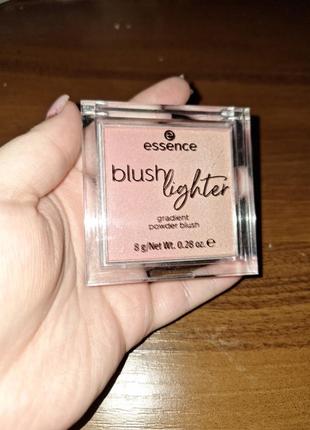 essence
blush
lighter
gradient
powder blush
8 g/Net Wt. 0.28 oz. ℮